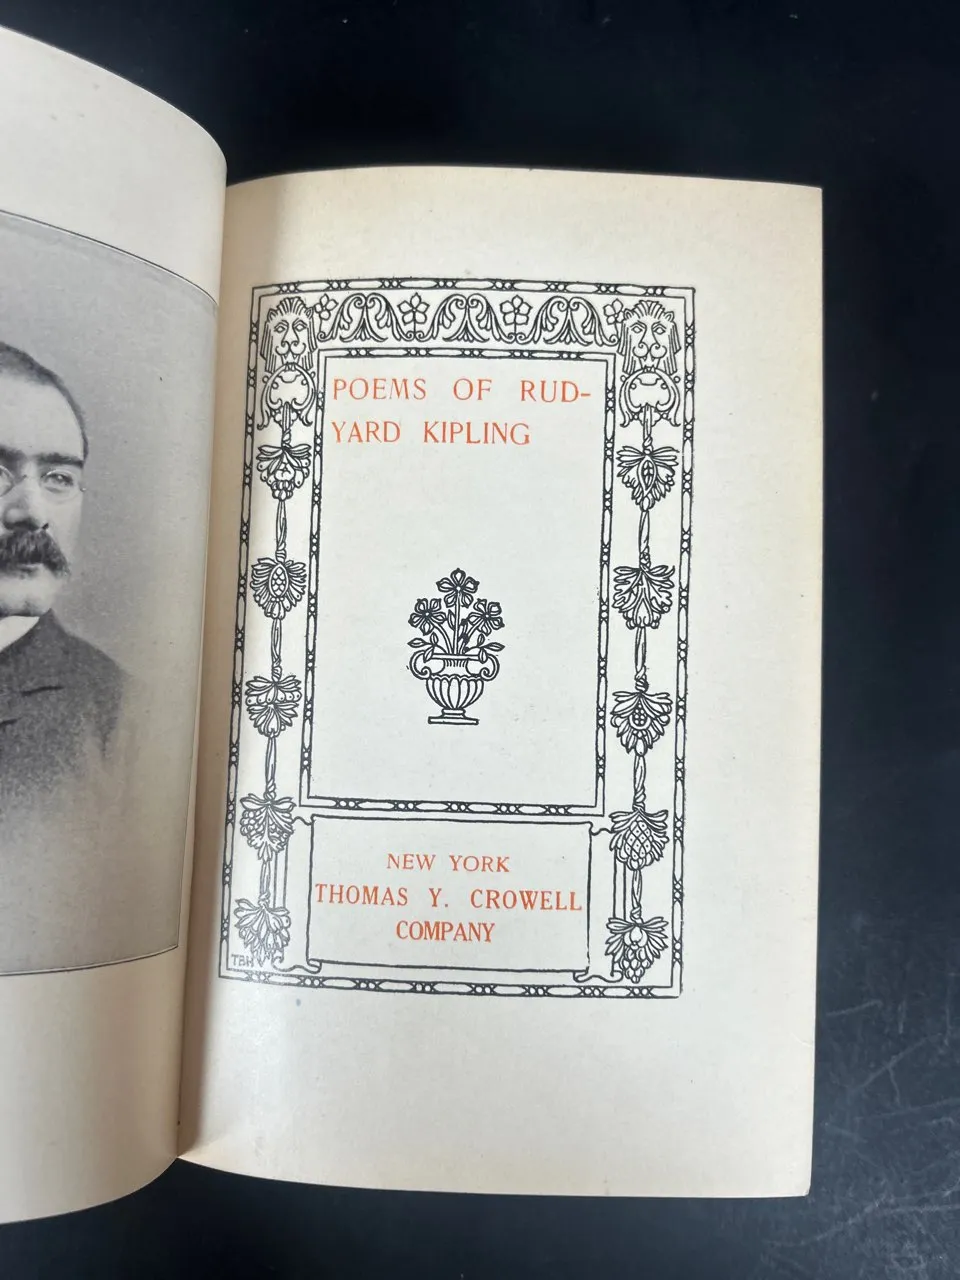 POEMS OF RUD-
YARD KIPLING
NEW YORK
THOMAS Y. CROWELL
COMPANY
TBH